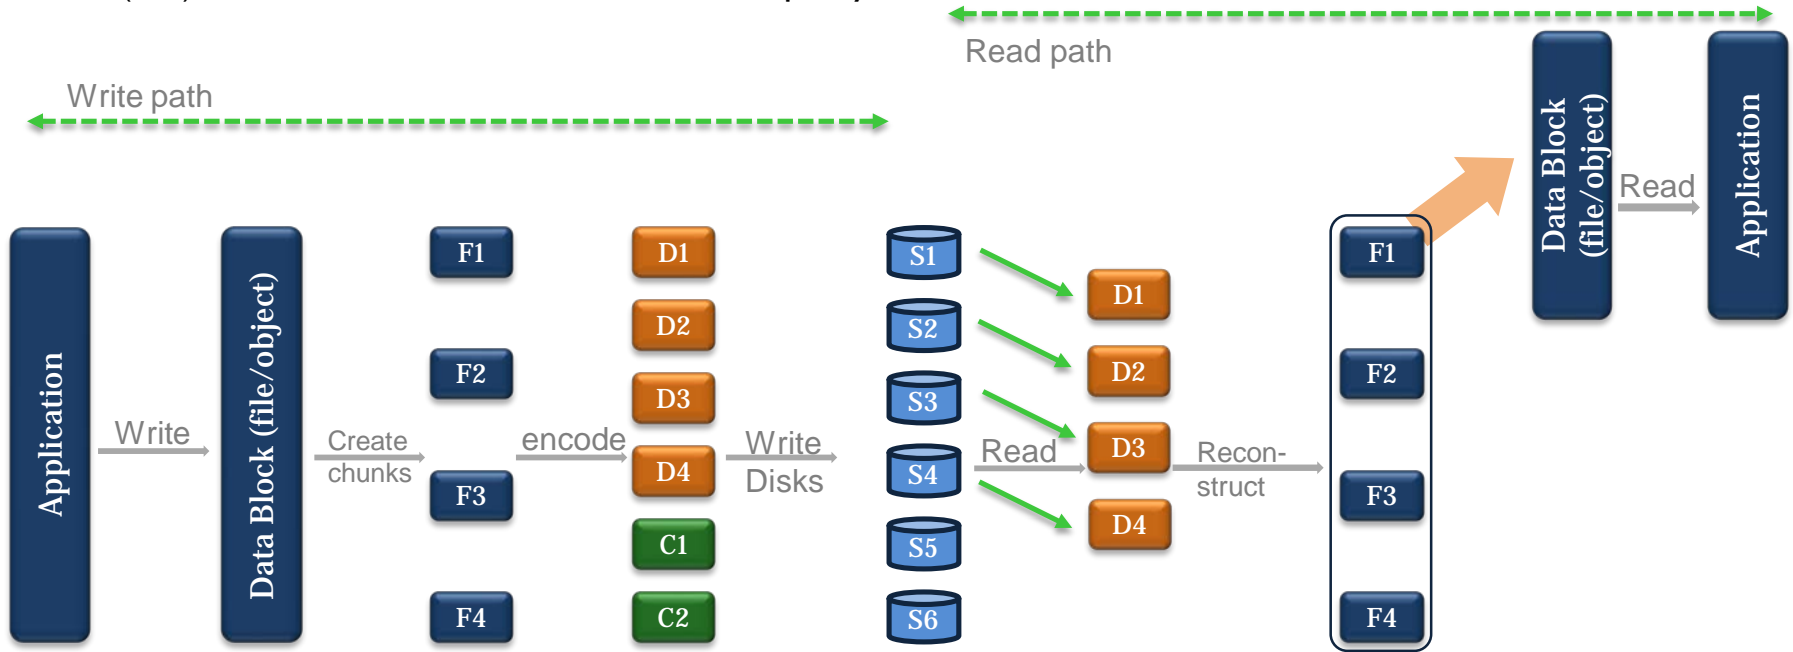 Read path
Write path
Application
Write
Data Block (file/object)
Create
chunks
F1
F2
F3
F4
encode
D1
D2
D3
D4
C1
C2
Write
Disks
S1
S2
S3
S4
S5
S6
Read
D1
D2
D3
D4
Recon-
struct
F1
F2
F3
F4
Data Block
(file/object)
Read
Application